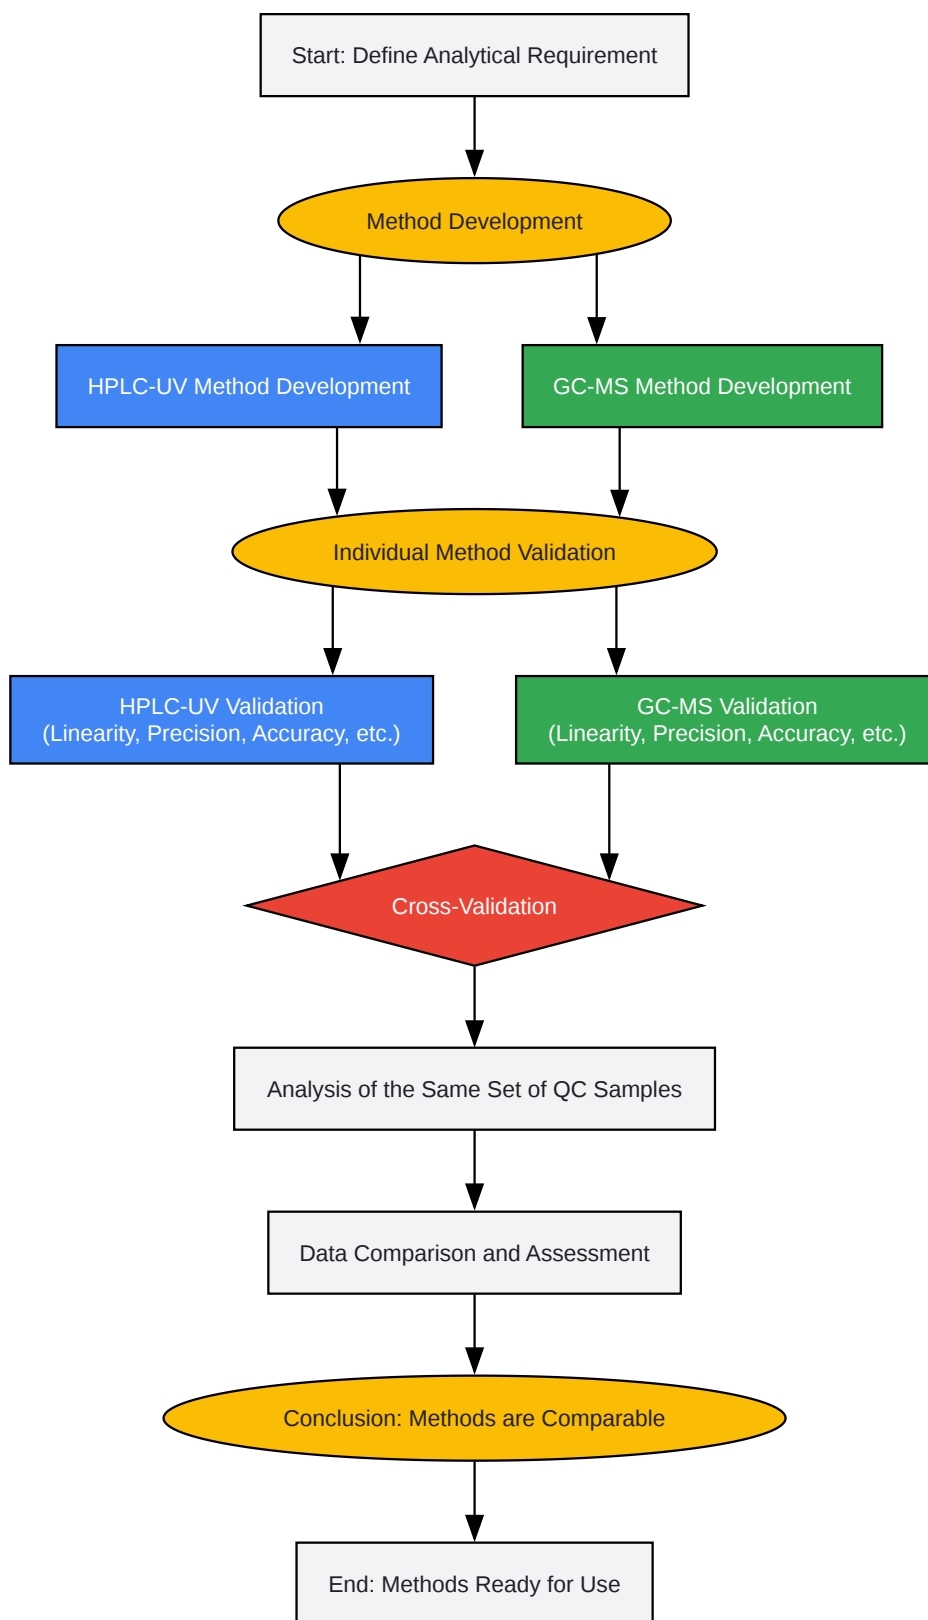 Start: Define Analytical Requirement
Method Development
HPLC-UV Method Development
GC-MS Method Development
Individual Method Validation
HPLC-UV Validation
(Linearity, Precision, Accuracy, etc.)
GC-MS Validation
(Linearity, Precision, Accuracy, etc.)
Cross-Validation
Analysis of the Same Set of QC Samples
Data Comparison and Assessment
Conclusion: Methods are Comparable
End: Methods Ready for Use